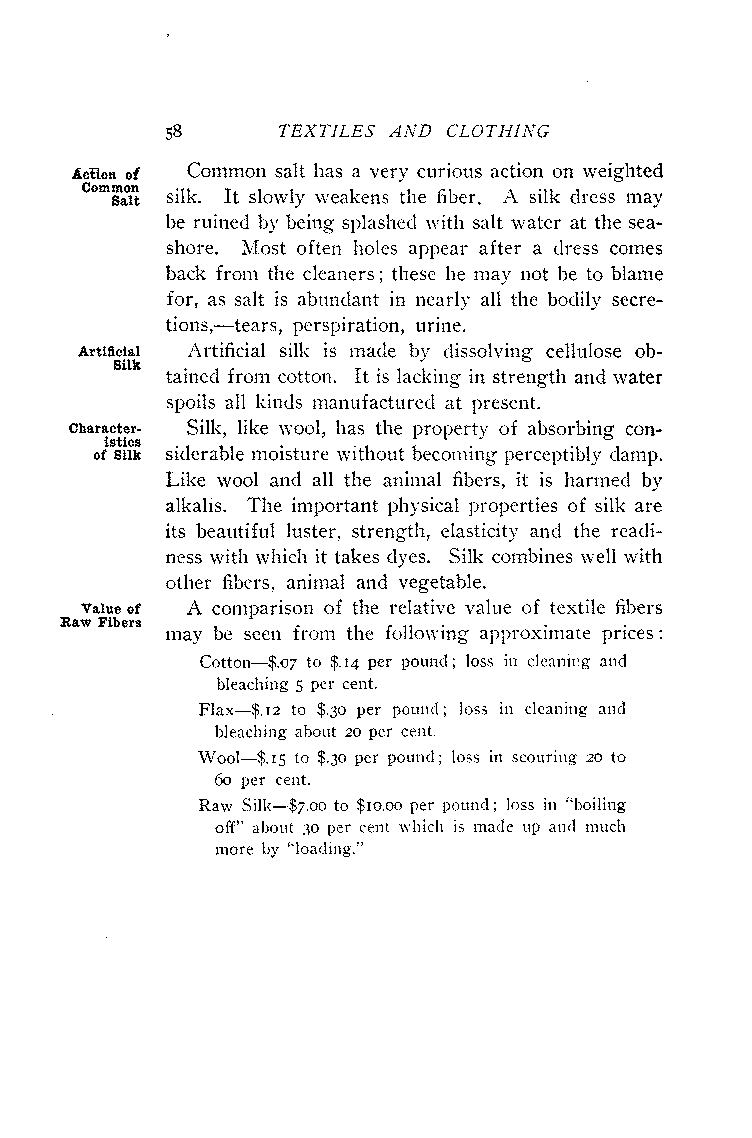 58 TEXTILES AND CLOTHING
Action of
Common
Salt
Common salt has a very curious action on weighted
silk. It slowly weakens the fiber. A silk dress may
be ruined by being splashed with salt water at the sea-
shore. Most often holes appear after a dress comes
back from the cleaners; these he may not be to blame
for, as salt is abundant in nearly all the bodily secre-
tions,—tears, perspiration, urine.
Artificial
Silk
Artificial silk is made by dissolving cellulose ob-
tained from cotton. It is lacking in strength and water
spoils all kinds manufactured at present.
Character-
istics
of Silk
Silk, like wool, has the property of absorbing con-
siderable moisture without becoming perceptibly damp.
Like wool and all the animal fibers, it is harmed by
alkalis. The important physical properties of silk are
its beautiful luster, strength, elasticity and the readi-
ness with which it takes dyes. Silk combines well with
other fibers, animal and vegetable.
Value of
Raw Fibers
A comparison of the relative value of textile fibers
may be seen from the following approximate prices:
Cotton—$.07 to $.14 per pound; loss in cleaning and
bleaching 5 per cent.
Flax—$.12 to $.30 per pound; loss in cleaning and
bleaching about 20 per cent.
Wool—$.15 to $.30 per pound; loss in scouring 20 to
60 per cent.
Raw Silk—$7.00 to $10.00 per pound; loss in "boiling
off" about 30 per cent which is made up and much
more by "loading."